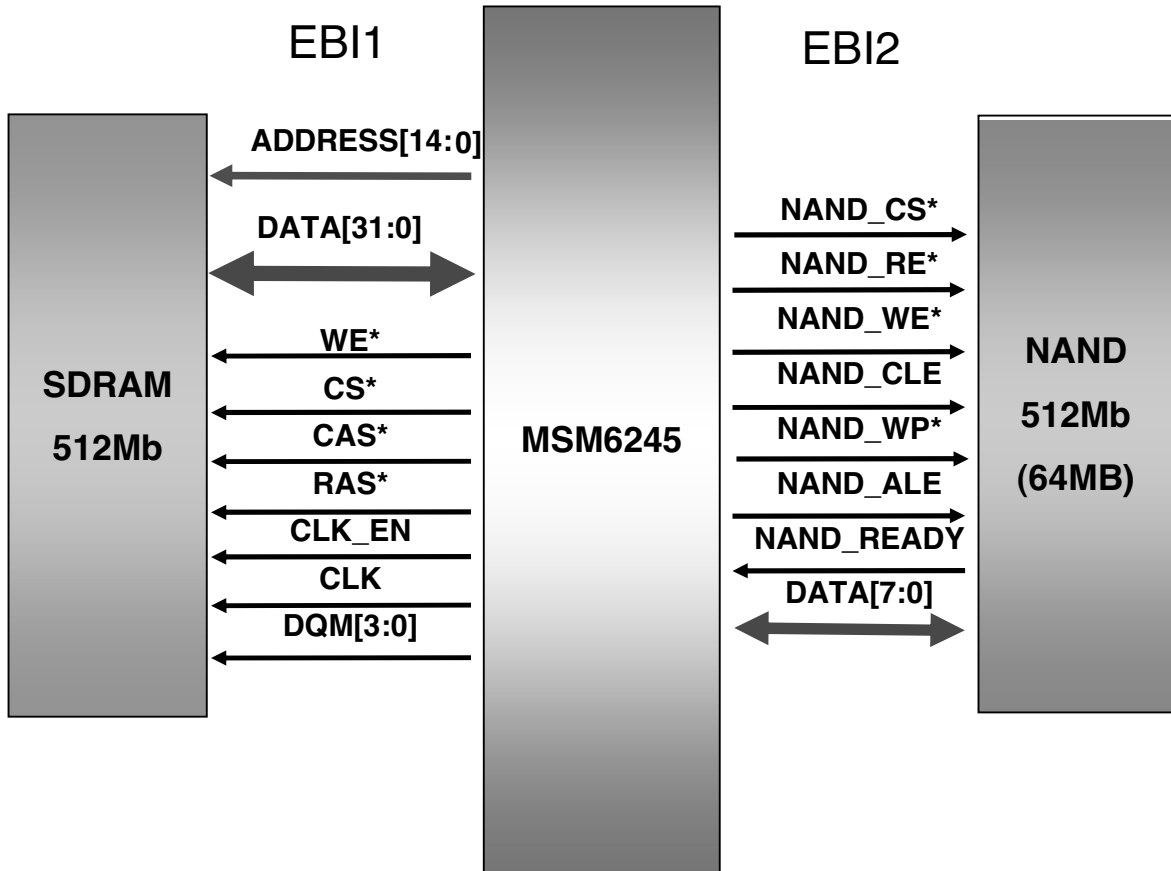 EBI1
EBI2
ADDRESS[14:0]
DATA[31:0]
WE*
CS*
CAS*
RAS*
CLK_EN
CLK
DQM[3:0]
SDRAM
512Mb
MSM6245
NAND_CS*
NAND_RE*
NAND_WE*
NAND_CLE
NAND_WP*
NAND_ALE
NAND_READY
DATA[7:0]
NAND
512Mb
(64MB)